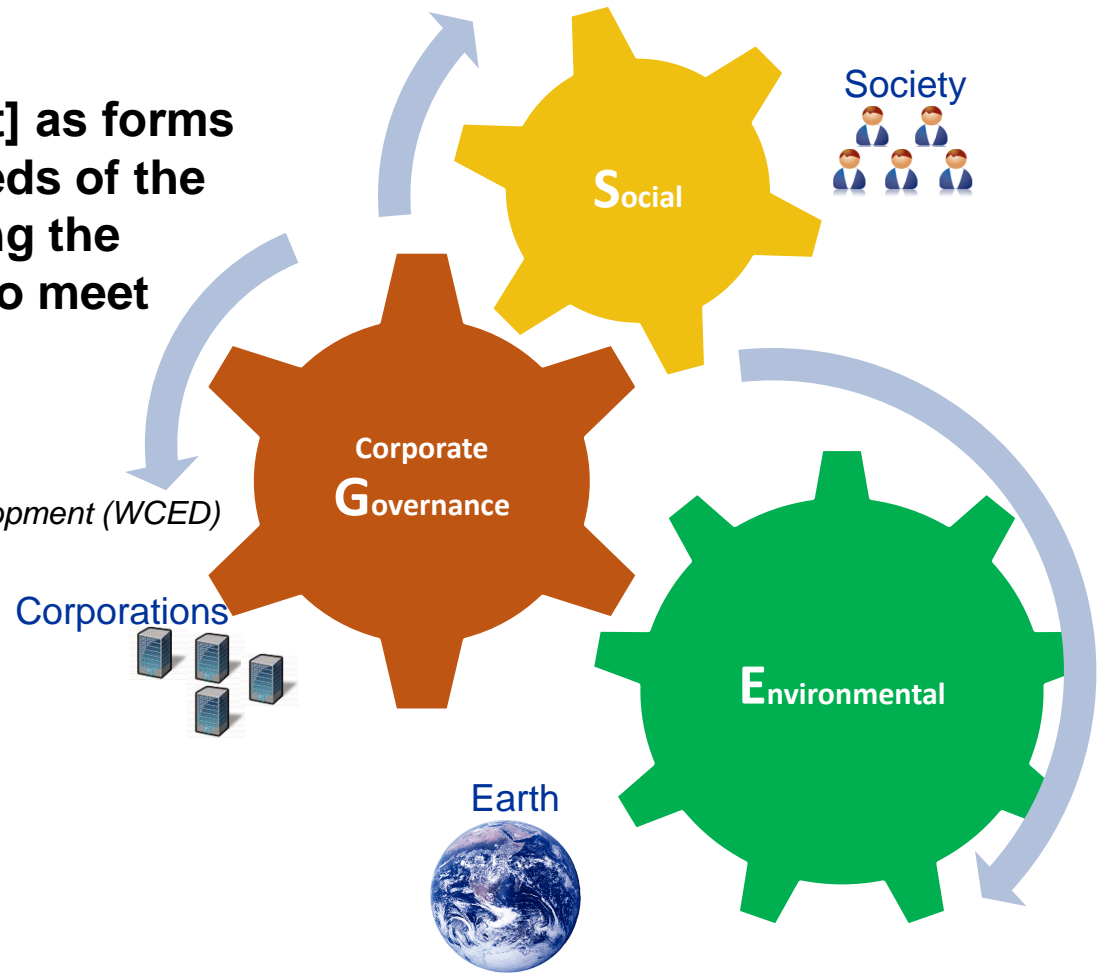 t] as forms
eds of the
ng the
o meet
opment (WCED)
Society
Social
Corporate
Governance
Corporations
Environmental
Earth